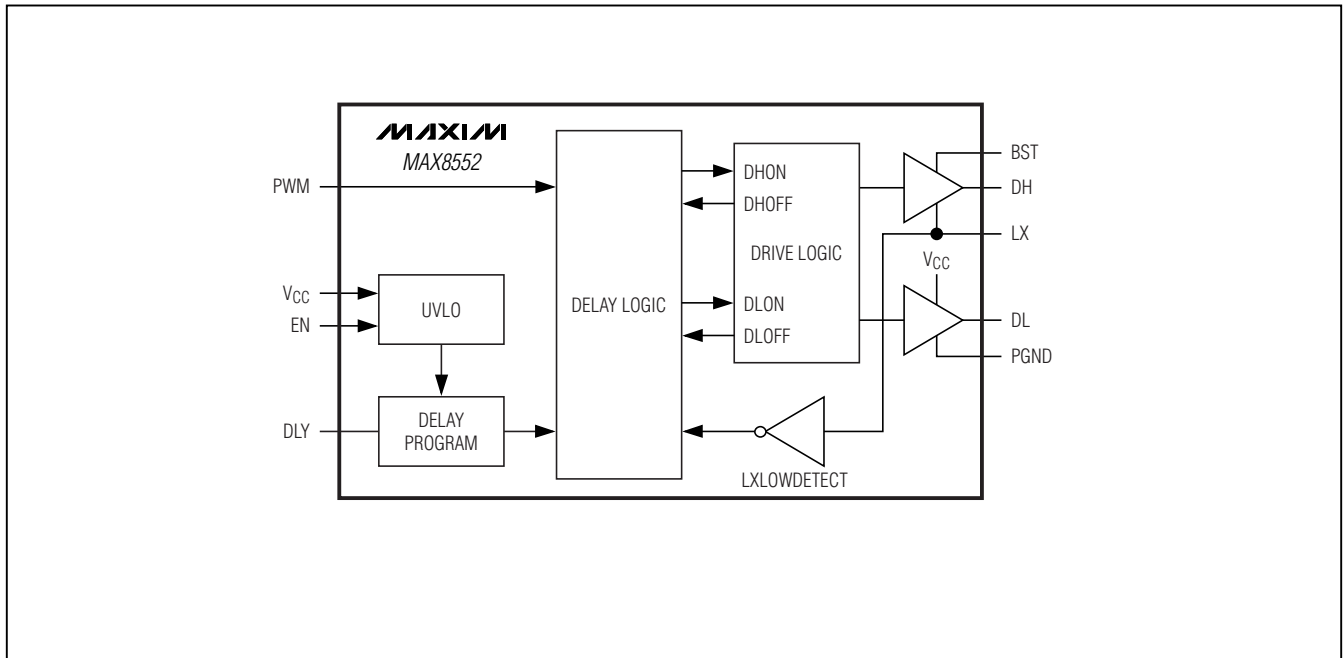 MAXIM
MAX8552
PWM
VCC
EN
DLY
UVLO
DELAY
PROGRAM
DELAY LOGIC
DHON
DHOFF
DRIVE LOGIC
DLON
DLOFF
LXLOWDETECT
BST
DH
LX
VCC
DL
PGND